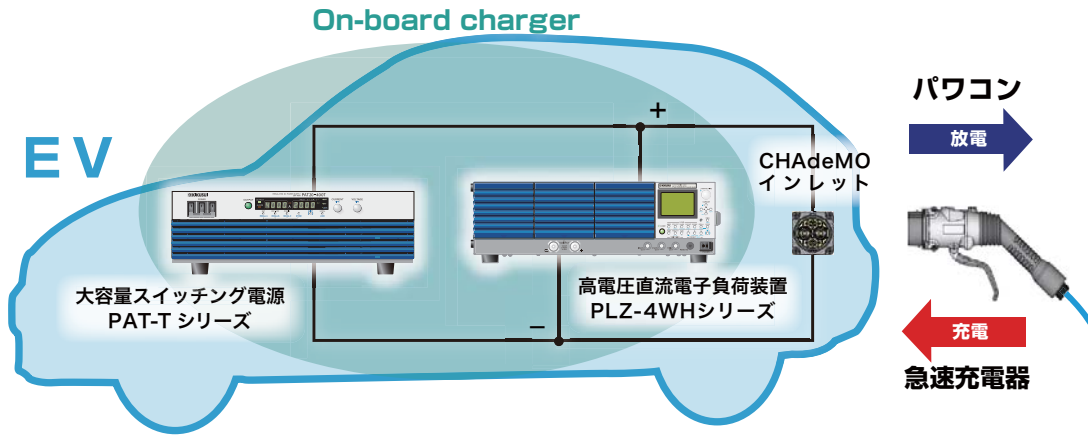 On-board charger
EV
大容量スイッチング電源
PAT-T シリーズ
高電圧直流電子負荷装置
PLZ-4WHシリーズ
+
−
CHAdeMO
インレット
パワコン
放電
充電
急速充電器